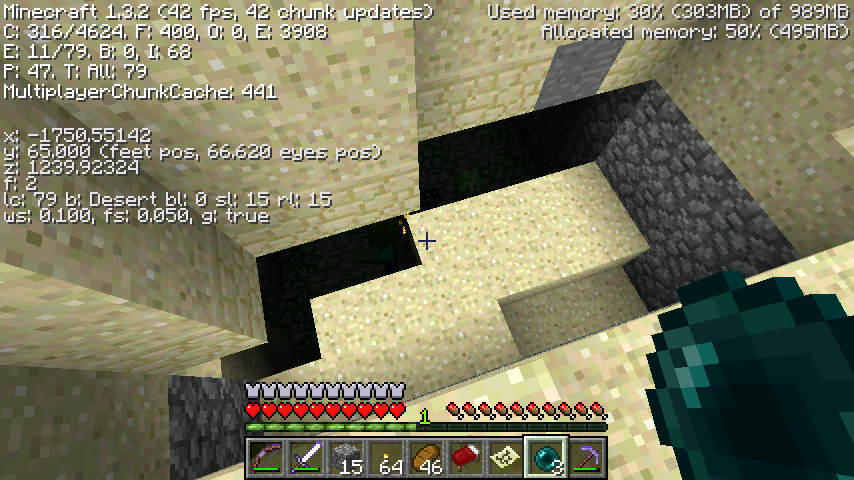 Minecraft 1.3.2 (42 fps, 42 chunk updates)
C: 316/4624, F: 400, O: 0, E: 3908
E: 11/79, B: 0, I: 68
P: 47, T: All: 79
MultiplayerChunkCache: 441
x: -1750.55142
y: 65.000 (feet pos, 66.620 eyes pos)
z: 1239.92324
f: 2
lc: 79 b: Desert bl: 0 sl: 15 rl: 15
ws: 0.100, fs: 0.050, g: true
Used memory: 30% (303MB) of 989MB
Allocated memory: 50% (495MB)
1
15
64
46
3